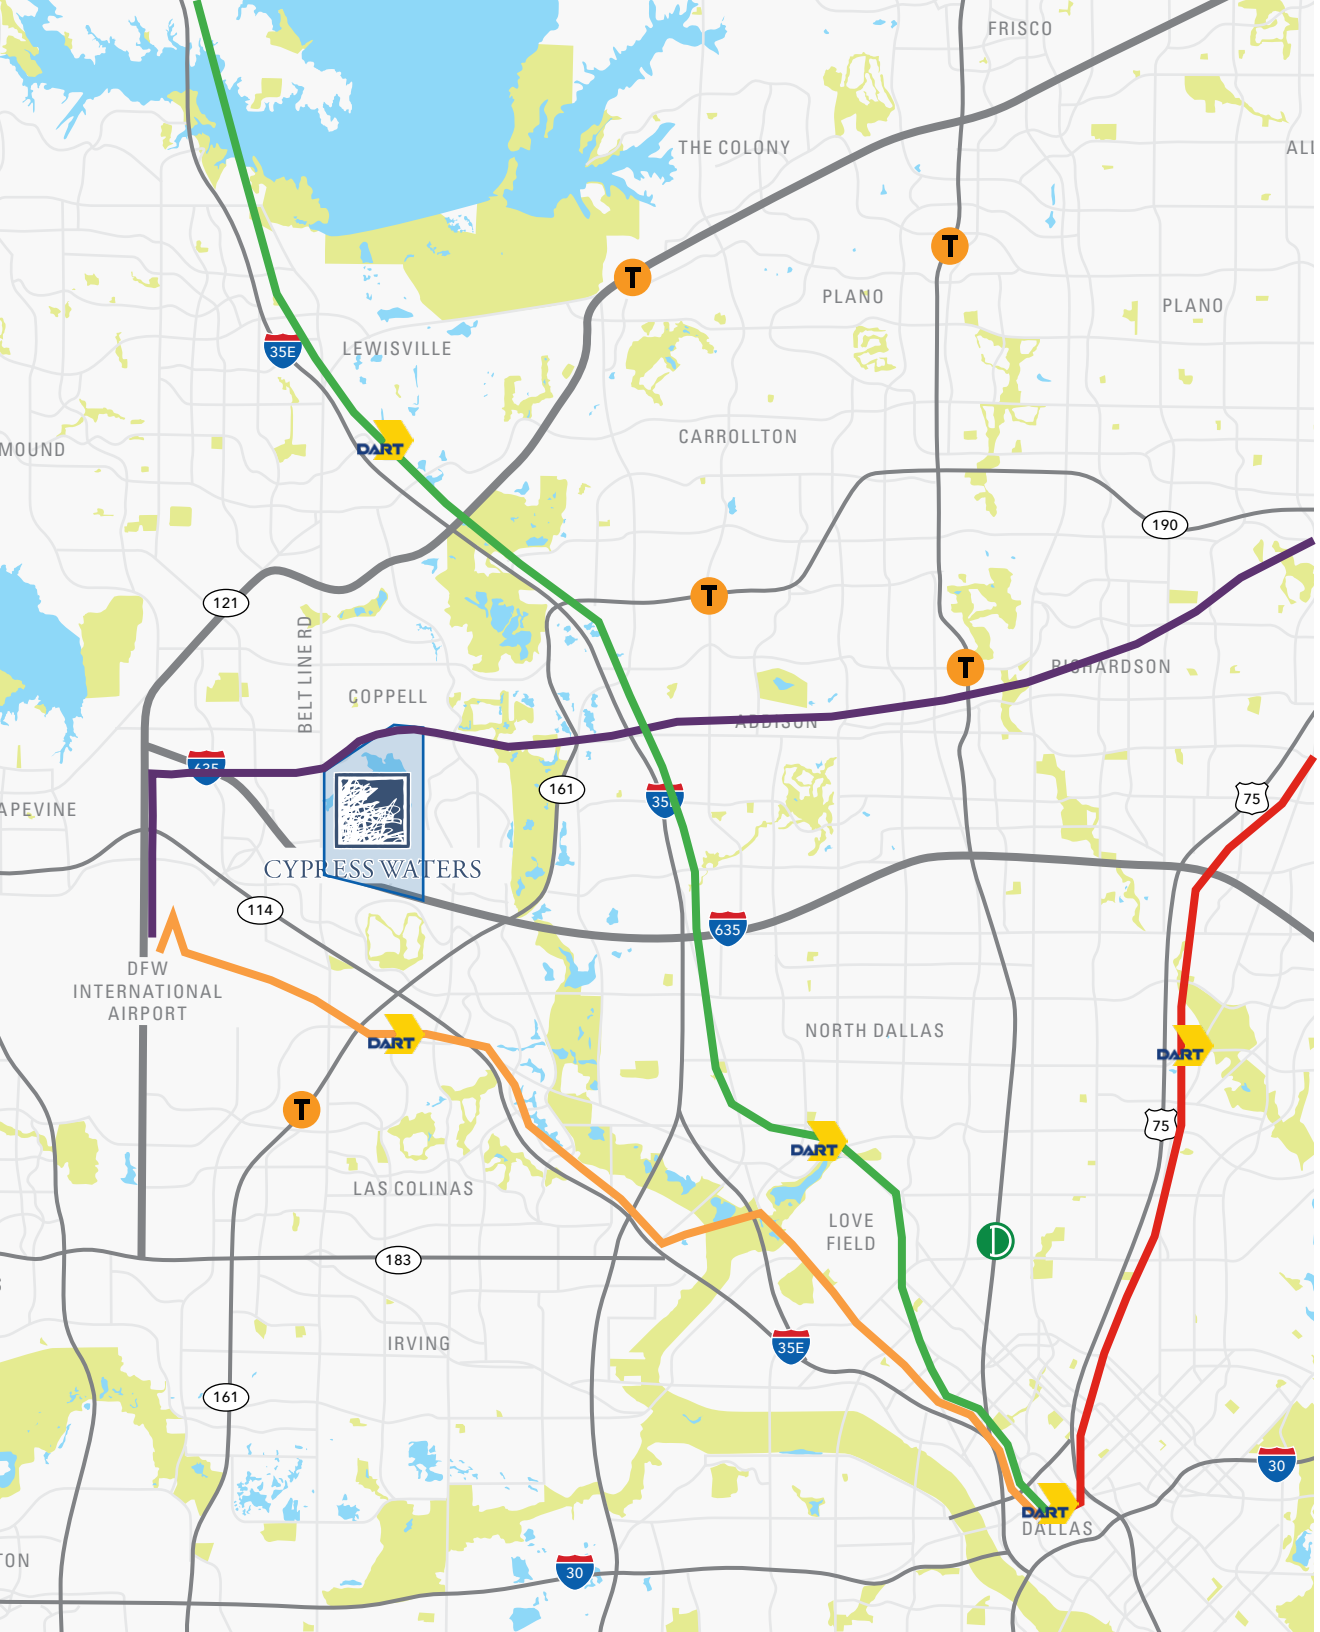 FRISCO
THE COLONY
ALL
T
T
PLANO
PLANO
35E
LEWISVILLE
DART
CARROLLTON
MOUND
190
T
121
BELT LINE RD
T
RICHARDSON
COPPELL
ADDISON
635
161
35E
75
APEVINE
CYPRESS WATERS
114
635
DFW
INTERNATIONAL
AIRPORT
NORTH DALLAS
DART
DART
T
75
DART
LAS COLINAS
LOVE
FIELD
D
183
IRVING
35E
161
30
DART
DALLAS
TON
30